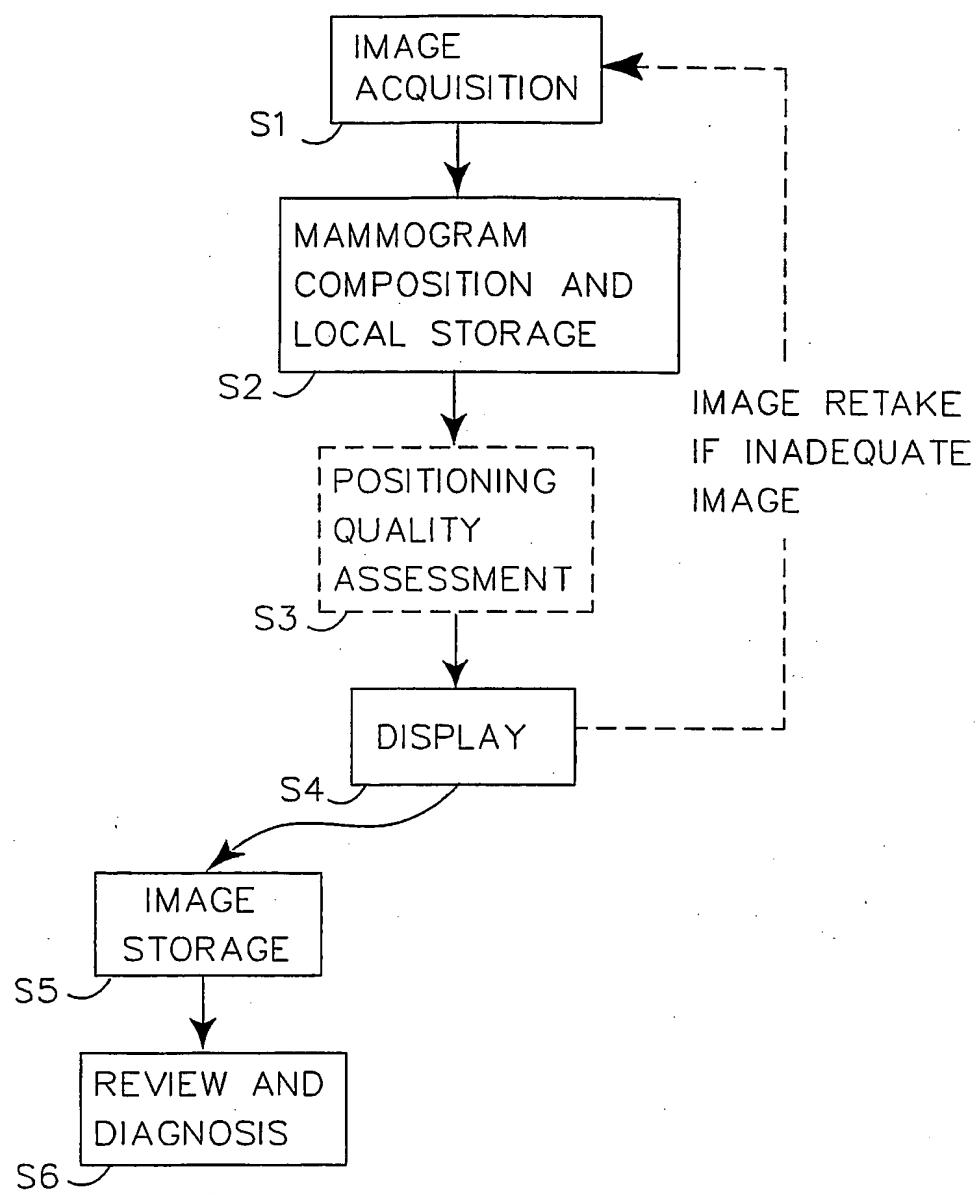 IMAGE
ACQUISITION
S1
MAMMOGRAM
COMPOSITION AND
LOCAL STORAGE
S2
IMAGE RETAKE
IF INADEQUATE
IMAGE
POSITIONING
QUALITY
ASSESSMENT
S3
DISPLAY
S4
IMAGE
STORAGE
S5
REVIEW AND
DIAGNOSIS
S6